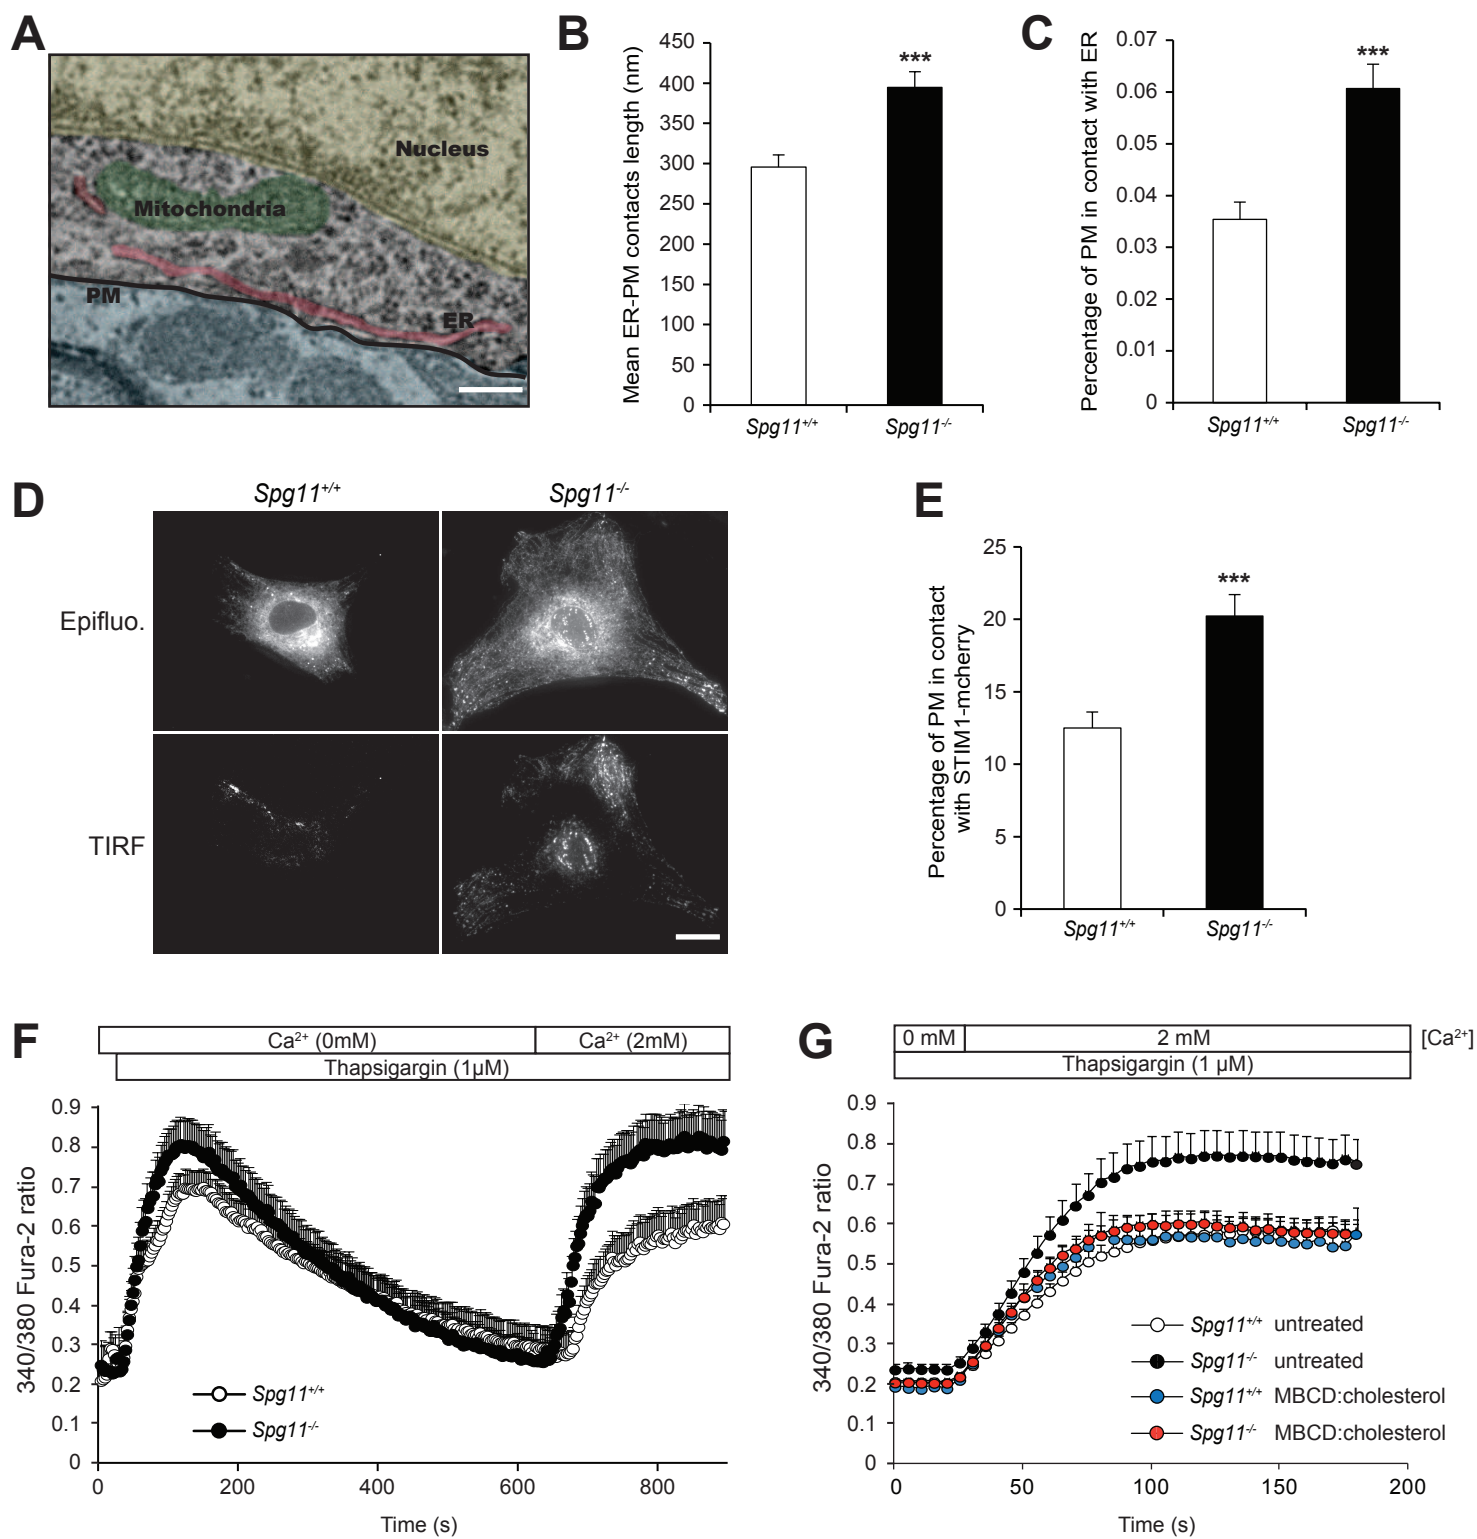 A
Nucleus
Mitochondria
PM
ER
B
Mean ER-PM contacts length (nm)
450
400
350
300
250
200
150
100
50
0
***
Spg11+/+
Spg11-/-
C
Percentage of PM in contact with ER
0.07
0.06
0.05
0.04
0.03
0.02
0.01
0
***
Spg11+/+
Spg11-/-
D
Spg11+/+
Spg11-/-
Epifluo.
TIRF
E
Percentage of PM in contact
with STIM1-mcherry
25
20
15
10
5
0
***
Spg11+/+
Spg11-/-
F
Ca2+ (0mM)
Ca2+ (2mM)
Thapsigargin (1µM)
340/380 Fura-2 ratio
0.9
0.8
0.7
0.6
0.5
0.4
0.3
0.2
0.1
0
Spg11+/+
Spg11-/-
0
200
400
600
800
Time (s)
G
0 mM
2 mM
[Ca2+]
Thapsigargin (1 µM)
340/380 Fura-2 ratio
0.9
0.8
0.7
0.6
0.5
0.4
0.3
0.2
0.1
0
Spg11+/+ untreated
Spg11-/- untreated
Spg11+/+ MBCD:cholesterol
Spg11-/- MBCD:cholesterol
0
50
100
150
200
Time (s)